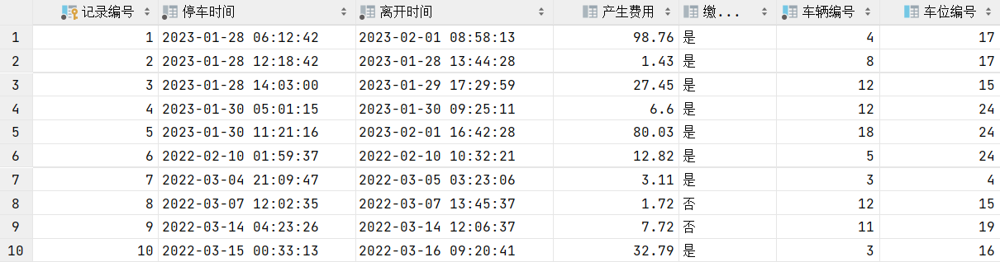 记录编号 停车时间 离开时间 产生费用 缴... 车辆编号 车位编号
1 1 2023-01-28 06:12:42 2023-02-01 08:58:13 98.76 是 4 17
2 2 2023-01-28 12:18:42 2023-01-28 13:44:28 1.43 是 8 17
3 3 2023-01-28 14:03:00 2023-01-29 17:29:59 27.45 是 12 15
4 4 2023-01-30 05:01:15 2023-01-30 09:25:11 6.6 是 12 24
5 5 2023-01-30 11:21:16 2023-02-01 16:42:28 80.03 是 18 24
6 6 2022-02-10 01:59:37 2022-02-10 10:32:21 12.82 是 5 24
7 7 2022-03-04 21:09:47 2022-03-05 03:23:06 3.11 是 3 4
8 8 2022-03-07 12:02:35 2022-03-07 13:45:37 1.72 否 12 15
9 9 2022-03-14 04:23:26 2022-03-14 12:06:37 7.72 否 11 19
10 10 2022-03-15 00:33:13 2022-03-16 09:20:41 32.79 是 3 16